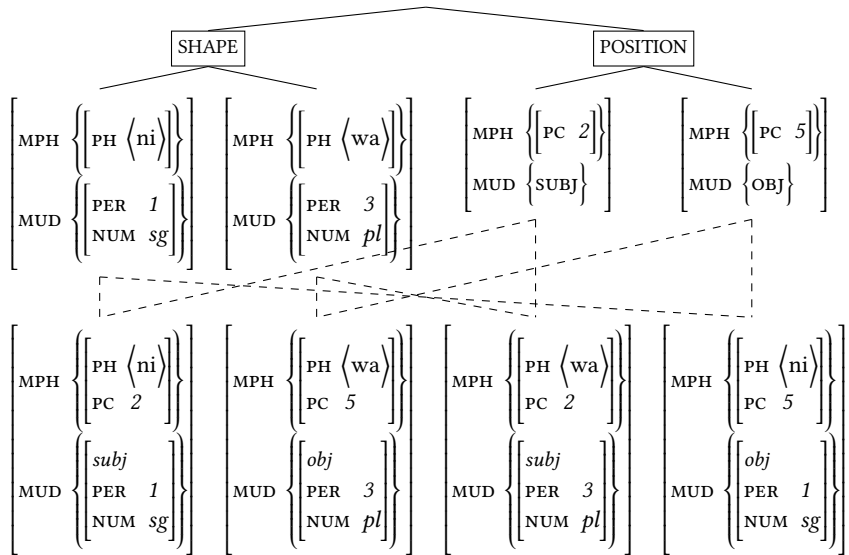 SHAPE POSITION
MPH {[PH ⟨ni⟩]} MPH {[PH ⟨wa⟩]} MPH {[PC 2]} MPH {[PC 5]}
MUD {SUBJ} MUD {OBJ}
MUD {[PER 1 NUM sg]} MUD {[PER 3 NUM pl]}
MPH {[PH ⟨ni⟩ PC 2]} MPH {[PH ⟨wa⟩ PC 5]} MPH {[PH ⟨wa⟩ PC 2]} MPH {[PH ⟨ni⟩ PC 5]}
MUD {[subj PER 1 NUM sg]} MUD {[obj PER 3 NUM pl]} MUD {[subj PER 3 NUM pl]} MUD {[obj PER 1 NUM sg]}